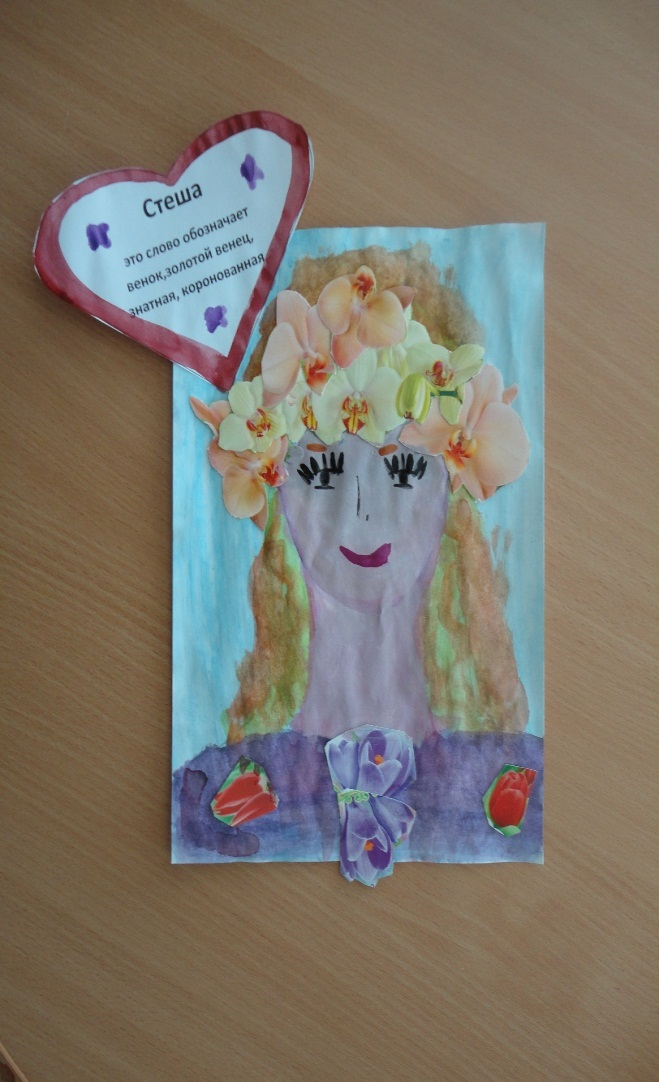 Стеша
это слово обозначает
венок,золотой венец,
знатная, коронованная